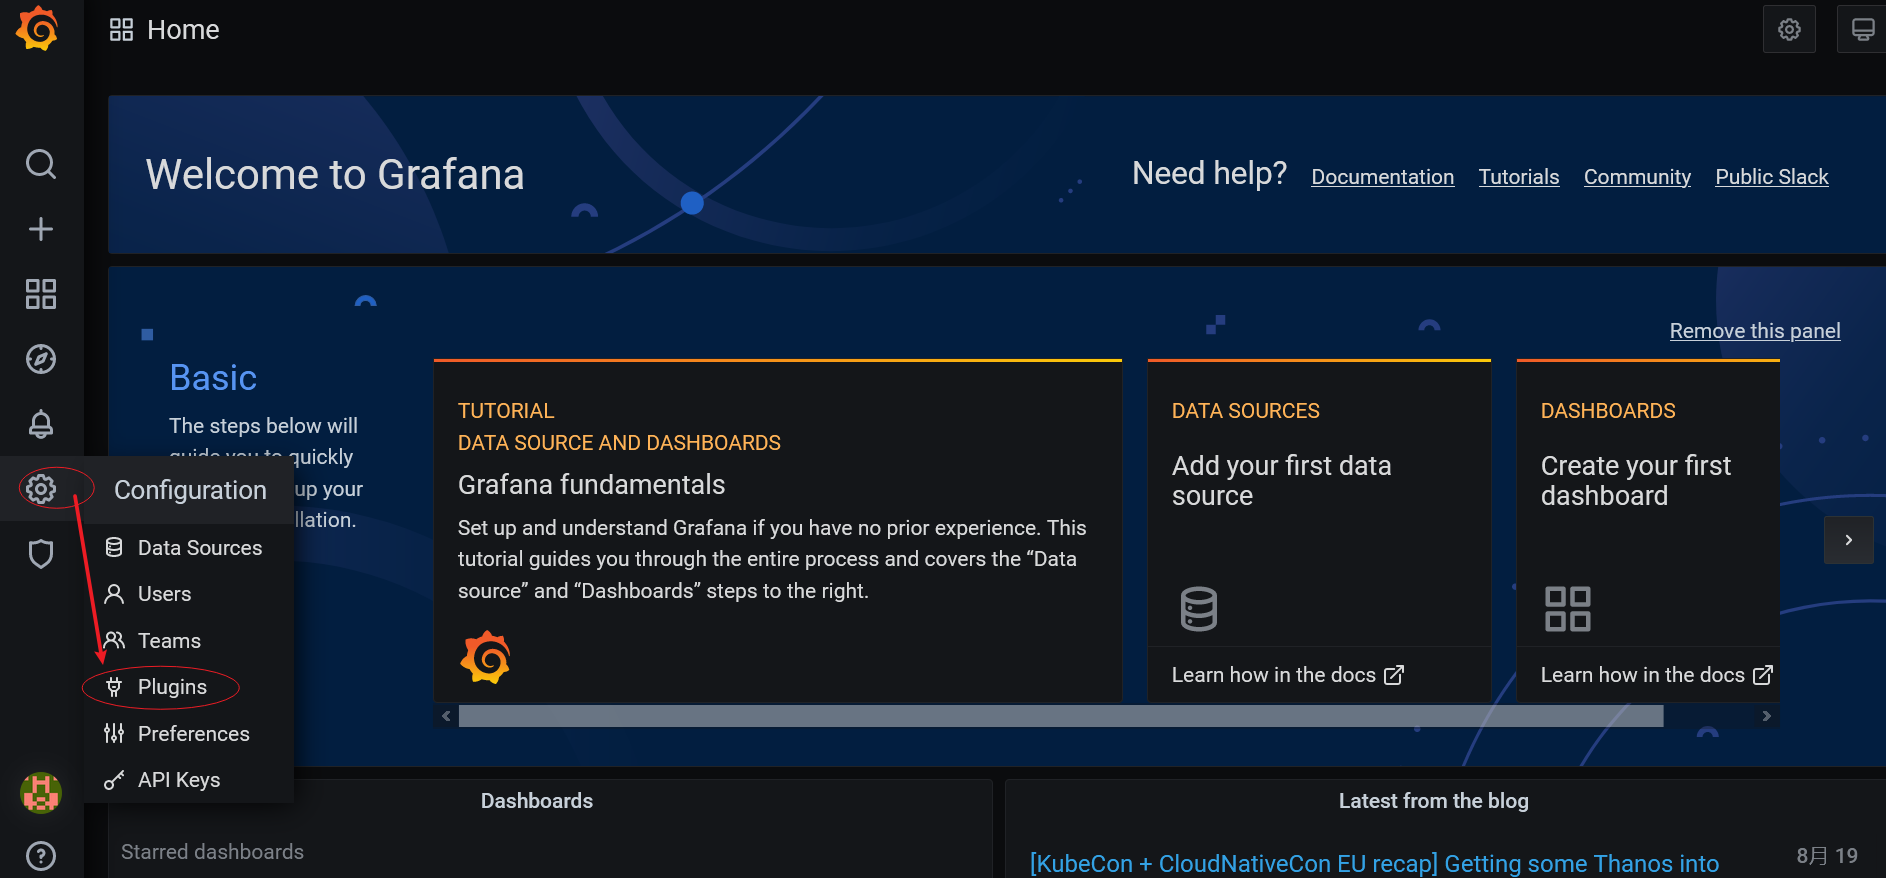 Home
Welcome to Grafana
Need help? Documentation Tutorials Community Public Slack
Remove this panel
Basic
The steps below will
guide you to quickly
up your
llation.
TUTORIAL
DATA SOURCE AND DASHBOARDS
Grafana fundamentals
Set up and understand Grafana if you have no prior experience. This
tutorial guides you through the entire process and covers the “Data
source” and “Dashboards” steps to the right.
DATA SOURCES
Add your first data
source
Learn how in the docs
DASHBOARDS
Create your first
dashboard
Learn how in the docs
Configuration
Data Sources
Users
Teams
Plugins
Preferences
API Keys
Dashboards
Starred dashboards
Latest from the blog
[KubeCon + CloudNativeCon EU recap] Getting some Thanos into
8月 19